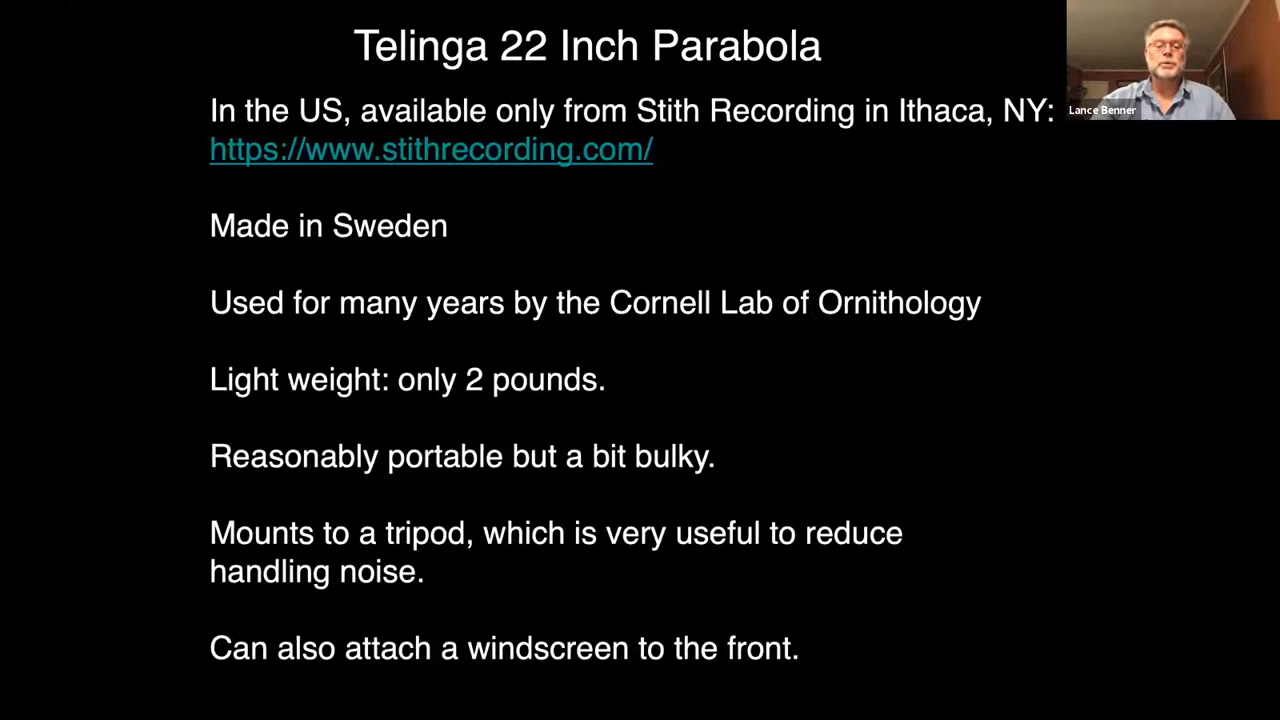 Telinga 22 Inch Parabola
In the US, available only from Stith Recording in Ithaca, NY:
https://www.stithrecording.com/
Made in Sweden
Used for many years by the Cornell Lab of Ornithology
Light weight: only 2 pounds.
Reasonably portable but a bit bulky.
Mounts to a tripod, which is very useful to reduce
handling noise.
Can also attach a windscreen to the front.
Lance Benner